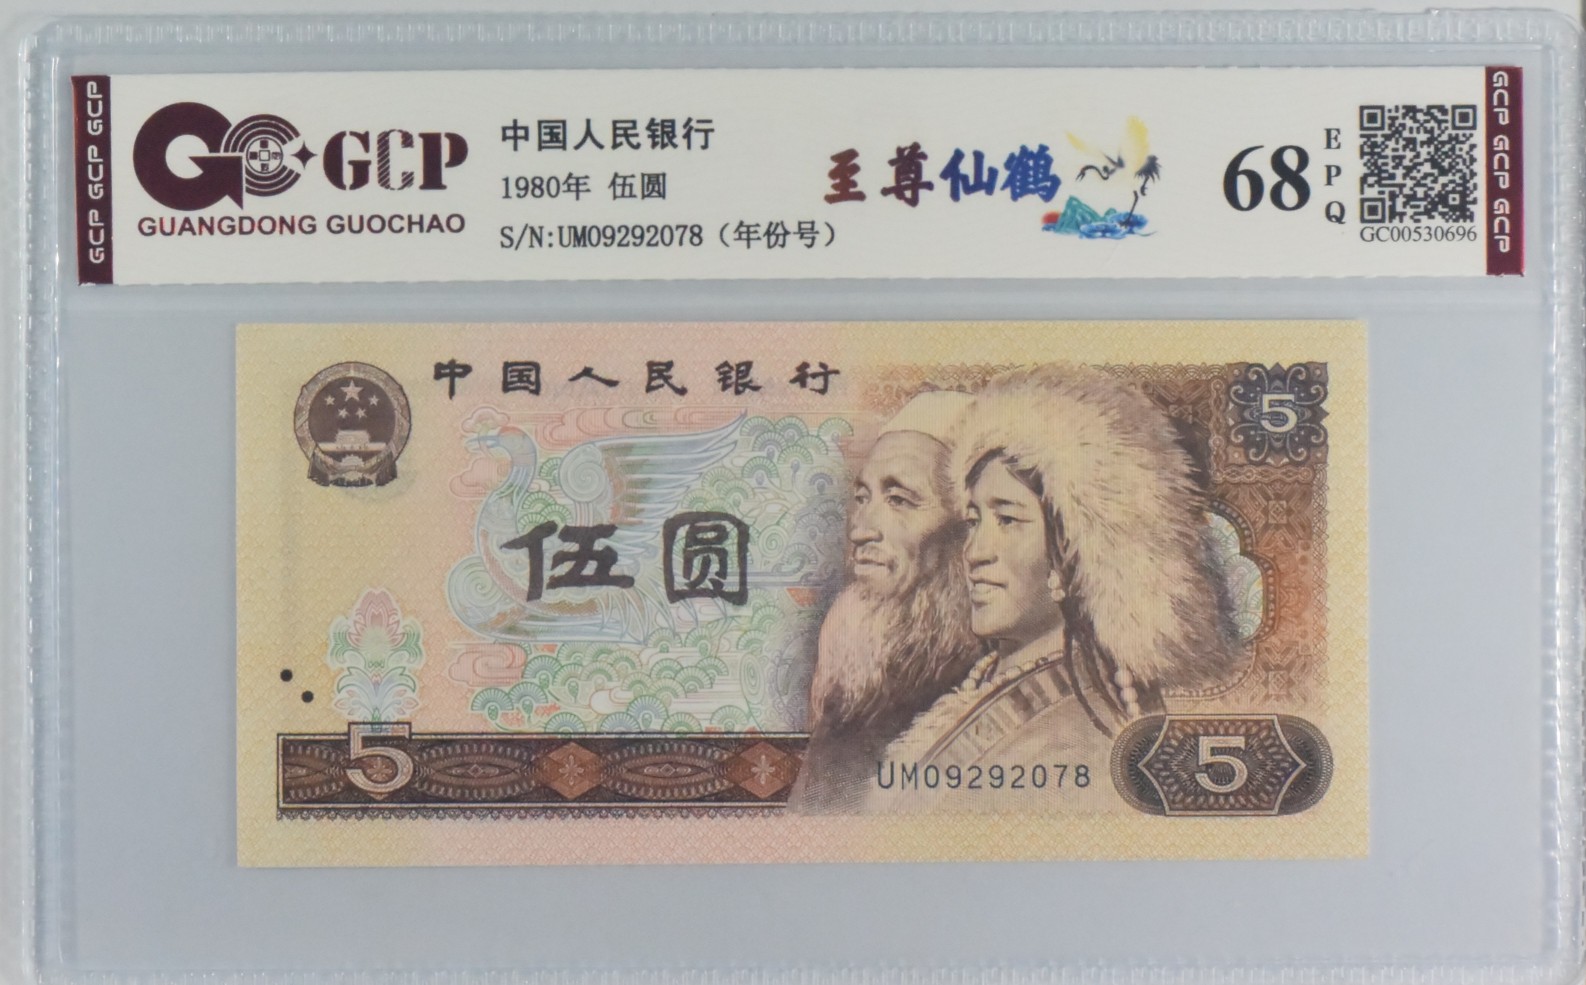 GCP GCP GCP
GCP
GUANGDONG GUOCHAO
中国人民银行
1980年 伍圆
S/N:UM09292078（年份号）
至尊仙鹤
68
EPQ
GC00530696
GCP GCP GCP
中国人民银行
5
伍圆
5
UM09292078
5